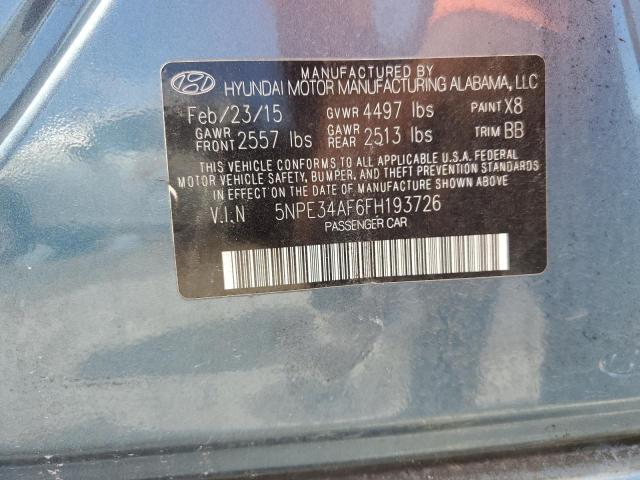 MANUFACTURED BY
HYUNDAI MOTOR MANUFACTURING ALABAMA, LLC
Feb/23/15 GVWR 4497 lbs PAINT X8
GAWR FRONT 2557 lbs GAWR REAR 2513 lbs TRIM BB
THIS VEHICLE CONFORMS TO ALL APPLICABLE U.S.A. FEDERAL
MOTOR VEHICLE SAFETY, BUMPER, AND THEFT PREVENTION STANDARDS
IN EFFECT ON THE DATE OF MANUFACTURE SHOWN ABOVE
V.I.N 5NPE34AF6FH193726
PASSENGER CAR